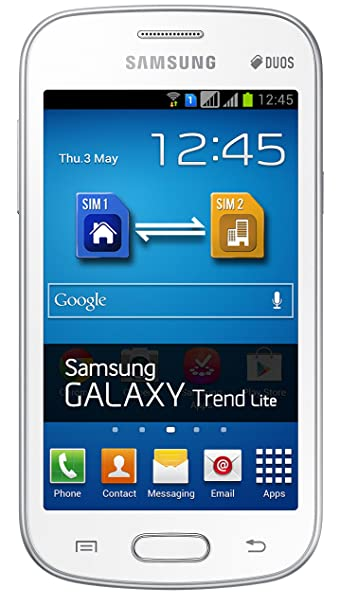 SAMSUNG DUOS
1 12:45
Thu.3 May 12:45
SIM 1 SIM 2
Google
Samsung
GALAXY Trend Lite
Phone Contact Messaging Email Apps